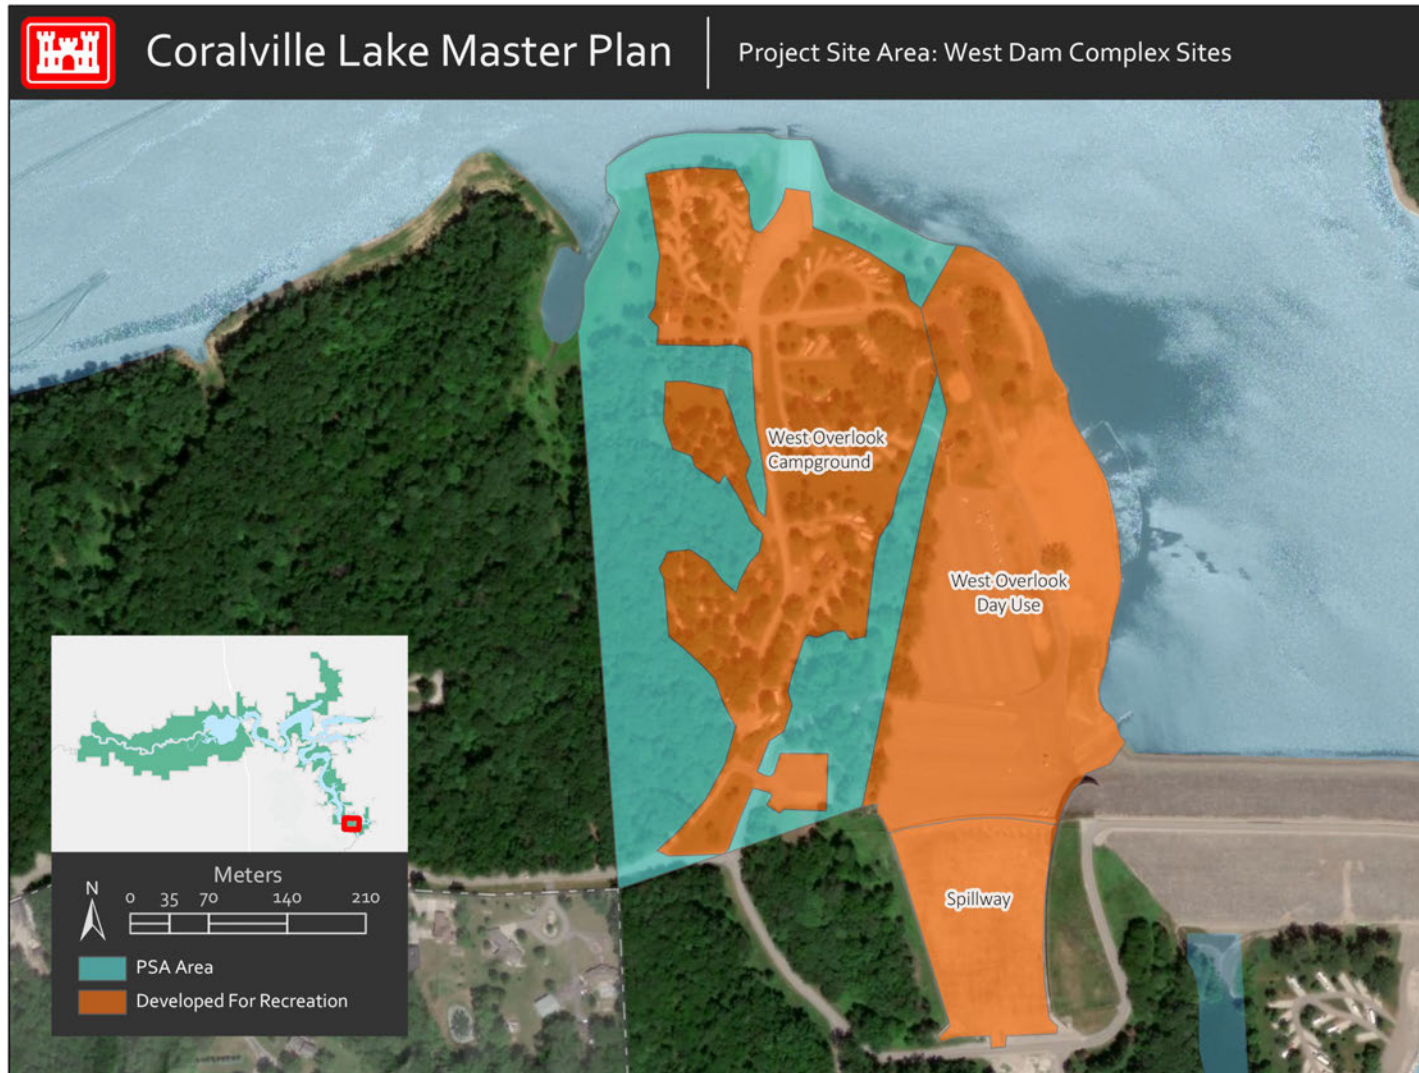 Coralville Lake Master Plan
Project Site Area: West Dam Complex Sites
West Overlook
Campground
West Overlook
Day Use
Spillway
Meters
N
0 35 70 140 210
PSA Area
Developed For Recreation